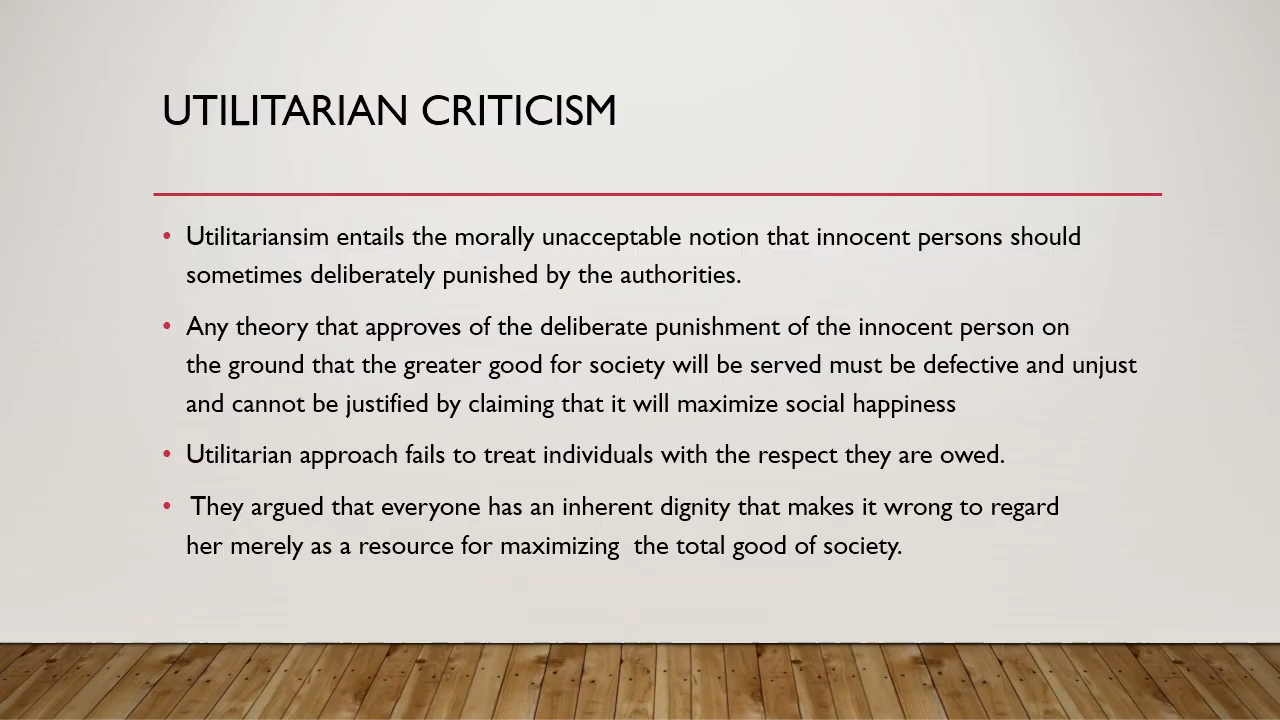 UTILITARIAN CRITICISM
• Utilitariansim entails the morally unacceptable notion that innocent persons should
sometimes deliberately punished by the authorities.
• Any theory that approves of the deliberate punishment of the innocent person on
the ground that the greater good for society will be served must be defective and unjust
and cannot be justified by claiming that it will maximize social happiness
• Utilitarian approach fails to treat individuals with the respect they are owed.
• They argued that everyone has an inherent dignity that makes it wrong to regard
her merely as a resource for maximizing  the total good of society.